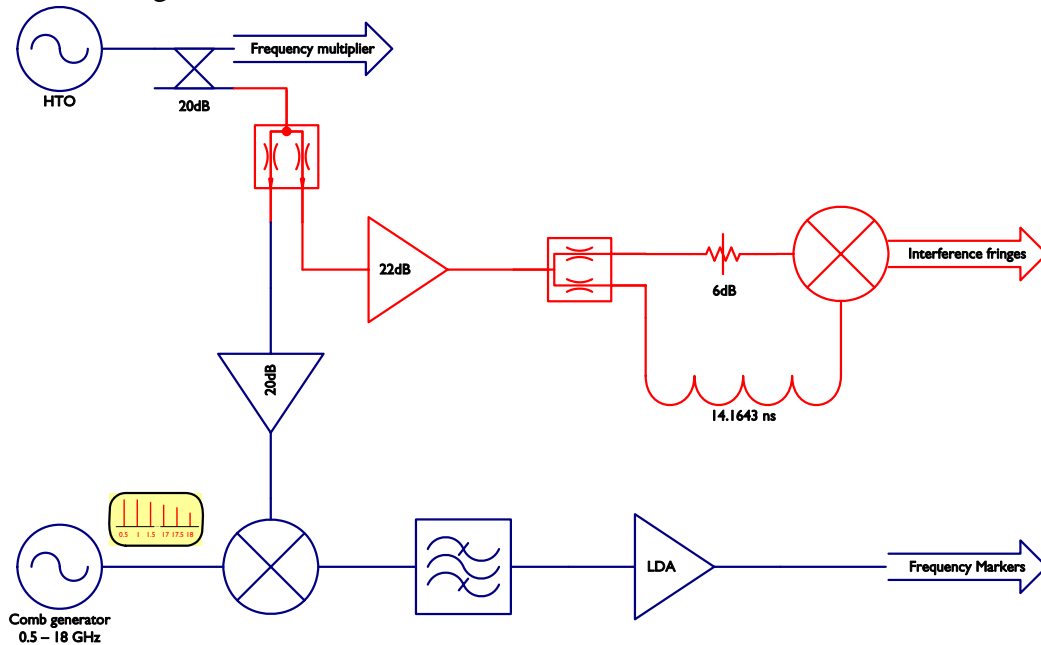 Frequency multiplier
HTO
20dB
22dB
Interference fringes
6dB
20dB
14.1643 ns
0.5 1 1.5 17 17.5 18
LDA
Frequency Markers
Comb generator
0.5 – 18 GHz